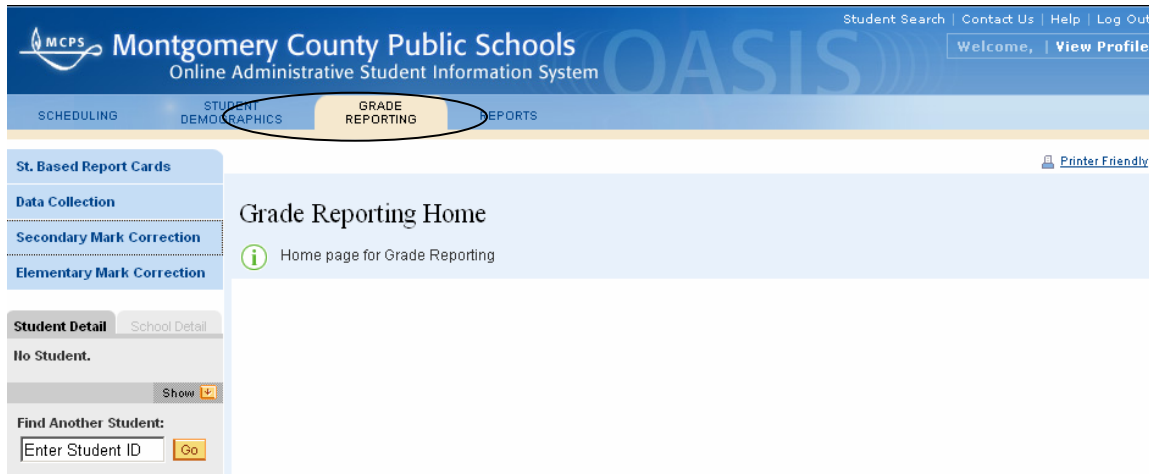 Student Search | Contact Us | Help | Log Out
MCPS
Montgomery County Public Schools
Online Administrative Student Information System
OASIS
Welcome, | View Profile
SCHEDULING
STUDENT DEMOGRAPHICS
GRADE REPORTING
REPORTS
St. Based Report Cards
Printer Friendly
Data Collection
Secondary Mark Correction
Elementary Mark Correction
Grade Reporting Home
Home page for Grade Reporting
Student Detail
School Detail
No Student.
Show
Find Another Student:
Enter Student ID
Go